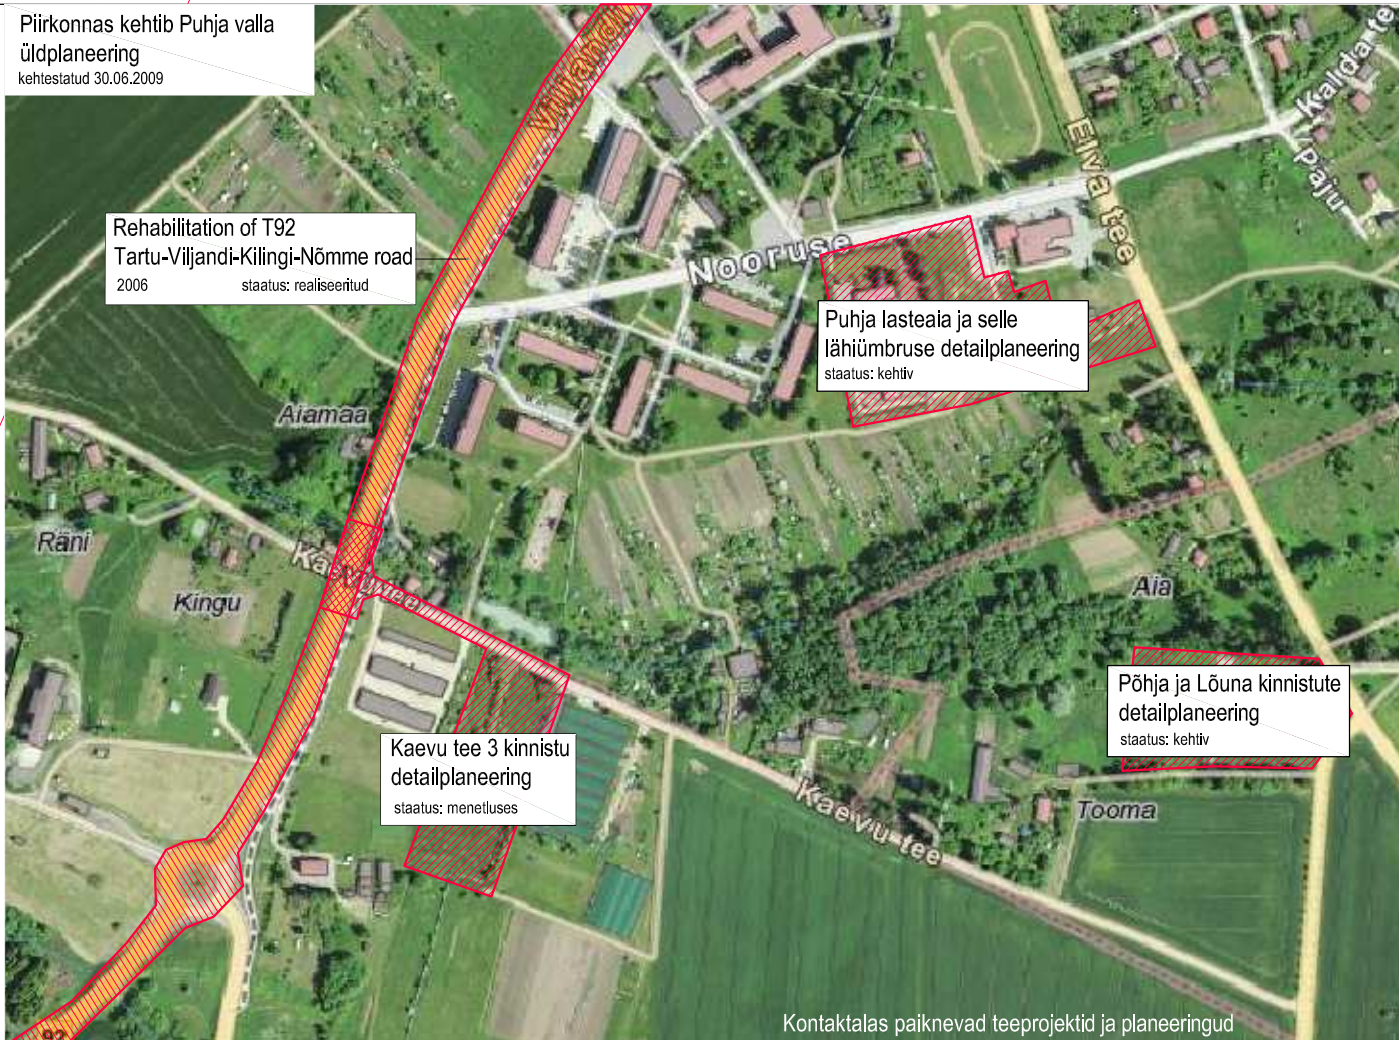 Piirkonnas kehtib Puhja valla
üldplaneering
kehtestatud 30.06.2009
Viljandi
Kalda tee
Elva tee
Paju
Rehabilitation of T92
Tartu-Viljandi-Kilingi-Nõmme road
2006 staatus: realiseeritud
Nooruse
Puhja lasteaia ja selle
lähiümbruse detailplaneering
staatus: kehtiv
Aiamaa
Räni
Kaevu tee
Kingu
Aia
Põhja ja Lõuna kinnistute
detailplaneering
staatus: kehtiv
Kaevu tee 3 kinnistu
detailplaneering
staatus: menetluses
Kaevu tee
Tooma
Kontaktalas paiknevad teeprojektid ja planeeringud
92